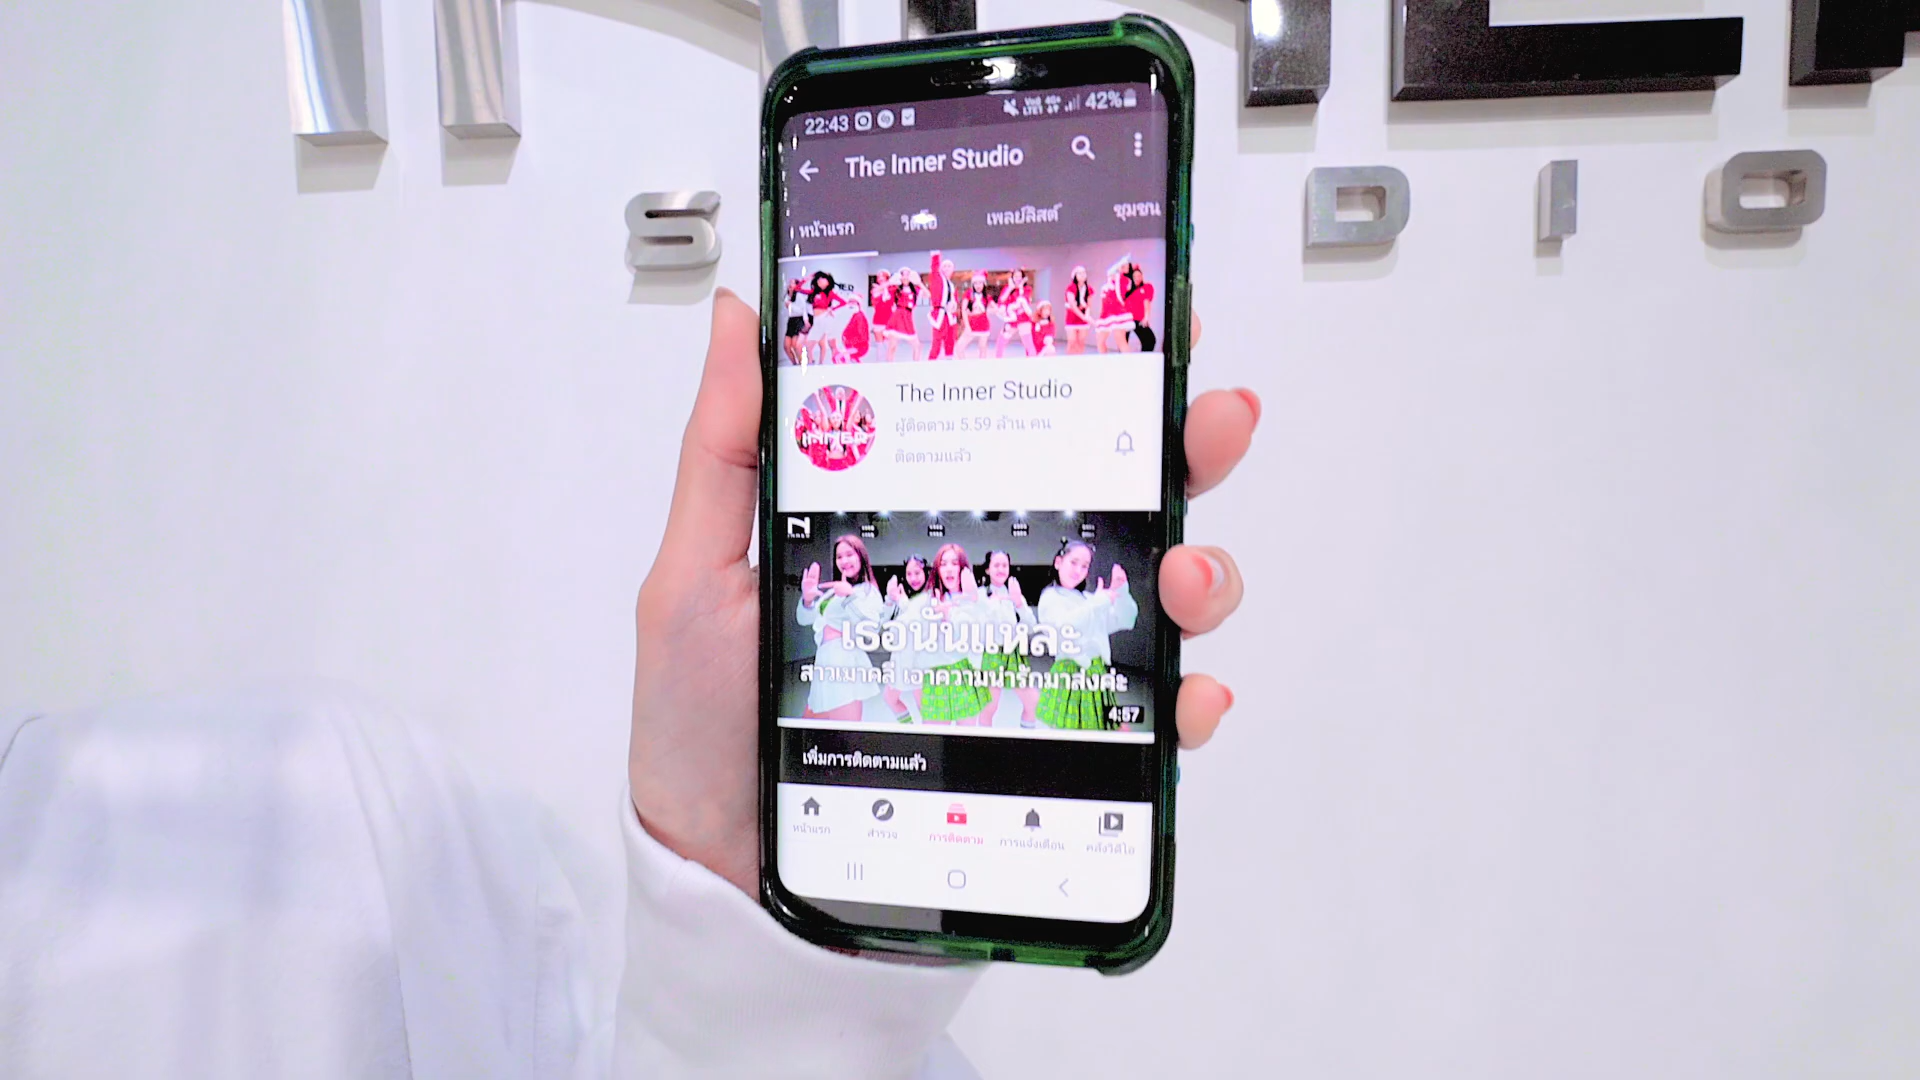 S
D I O
22:43
42%
The Inner Studio
หน้าแรก วิดีโอ เพลย์ลิสต์ ชุมชน
The Inner Studio
ผู้ติดตาม 5.59 ล้าน คน
ติดตามแล้ว
INNER
เธอนั่นแหละ
สาวเมาคลี เอาความน่ารักมาส่งค่ะ
4:57
เพิ่มการติดตามแล้ว
หน้าแรก สำรวจ การติดตาม การแจ้งเตือน คลังวิดีโอ